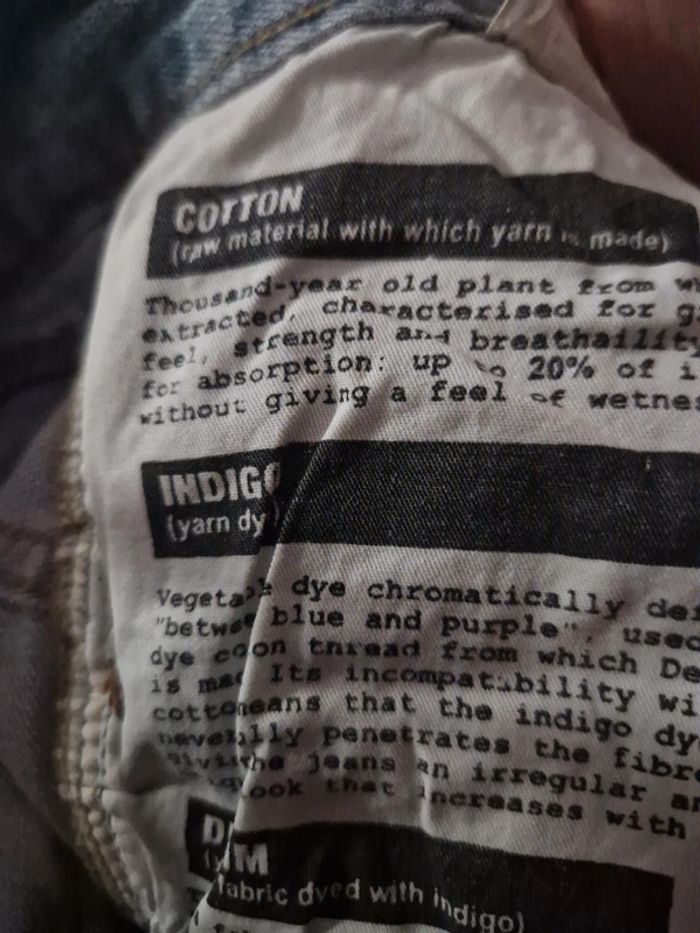 COTTON
(raw material with which yarn is made)
Thousand-year old plant from
extracted, characterised for
feel, strength and breathaility
for absorption: up to 20% of
without giving a feel of wetnes
INDIGO
(yarn dy
dye chromatically
"betwe blue and purple", used
dye on thread from which De
is Its incompatibility wi
that the indigo dy
penetrates the fibre
jeans an irregular
that increases with
fabric dyed with indigo)